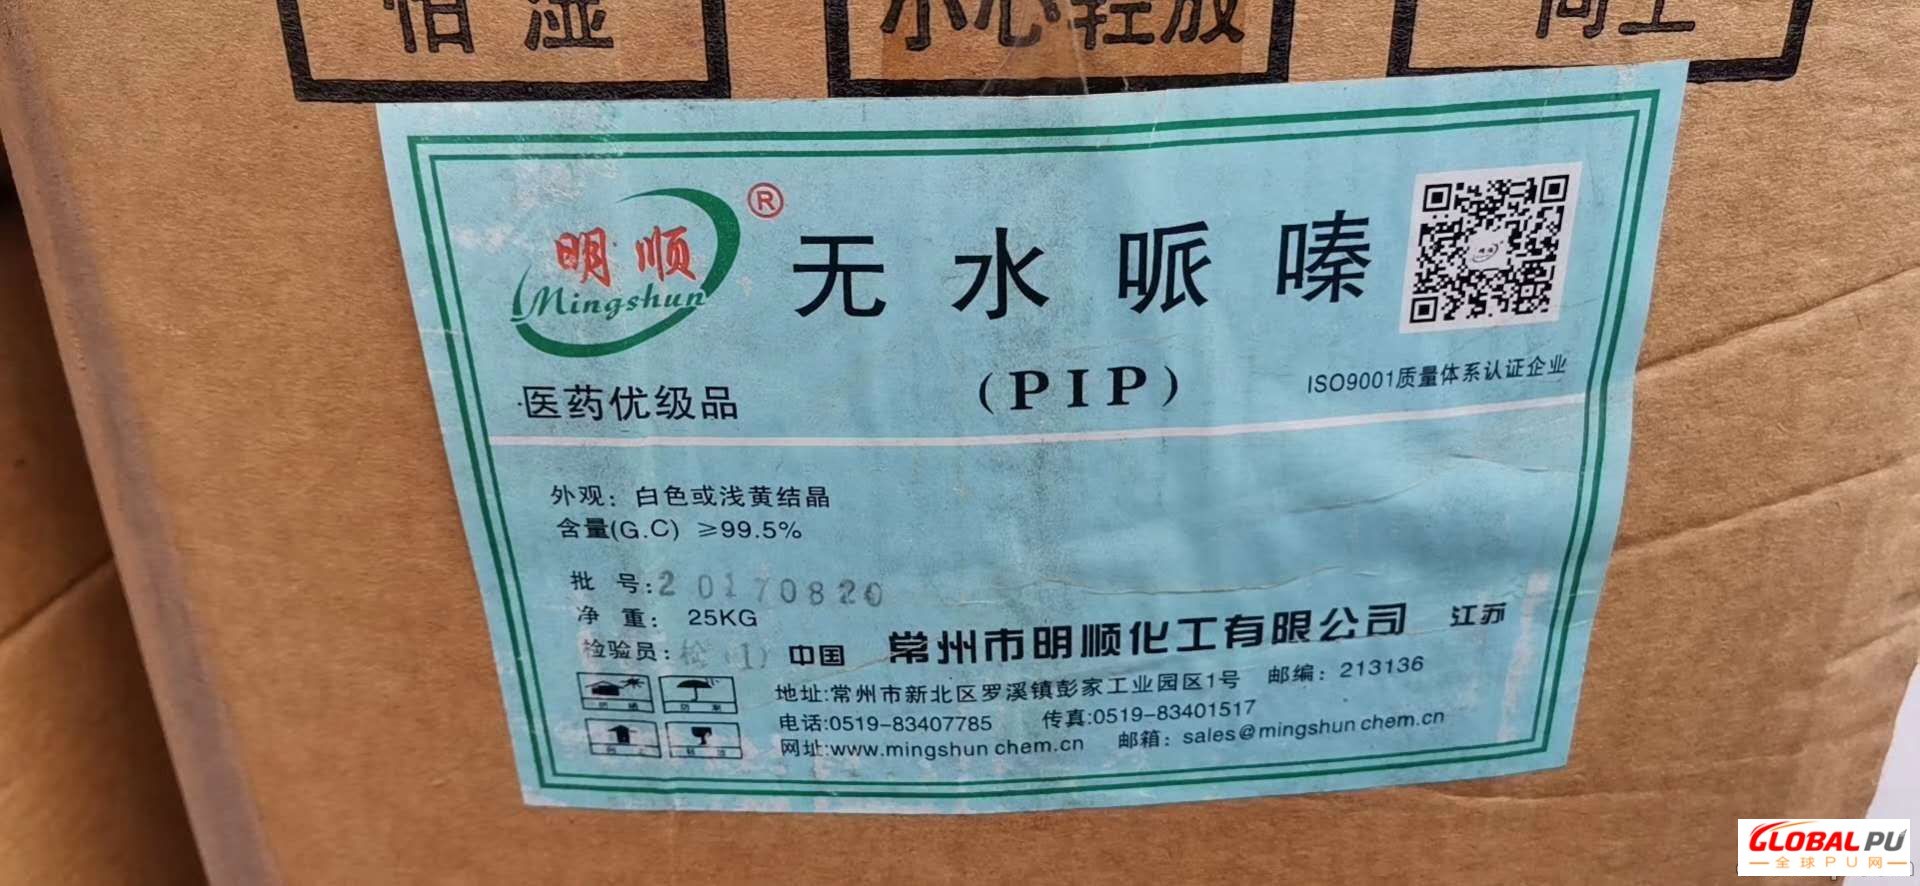 怕湿
小心轻放
向上
明顺®
Mingshun
无水哌嗪
医药优级品
(PIP)
ISO9001质量体系认证企业
外观：白色或浅黄结晶
含量(G.C) ≥99.5%
批 号:20170820
净 重： 25KG
检验员:检(1)
中国 常州市明顺化工有限公司 江苏
地址:常州市新北区罗溪镇彭家工业园区1号 邮编：213136
电话:0519-83407785 传真:0519-83401517
网址:www.mingshunchem.cn 邮箱：sales@mingshunchem.cn
GLOBAL PU
全球PU网